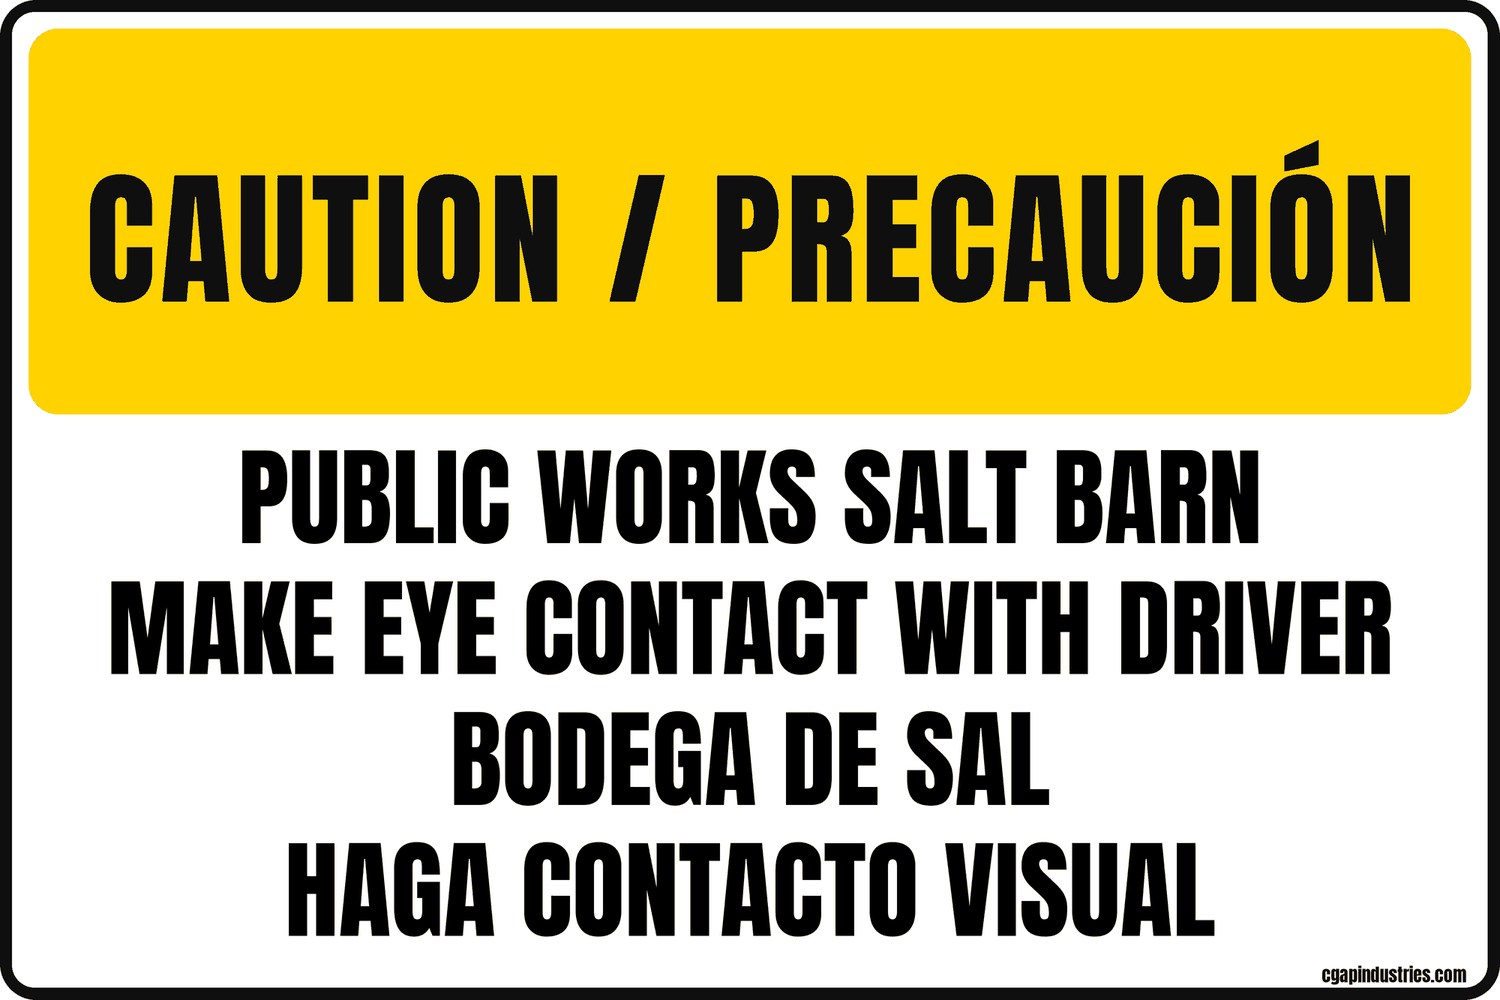 CAUTION / PRECAUCIÓN
PUBLIC WORKS SALT BARN
MAKE EYE CONTACT WITH DRIVER
BODEGA DE SAL
HAGA CONTACTO VISUAL
cgapindustries.com